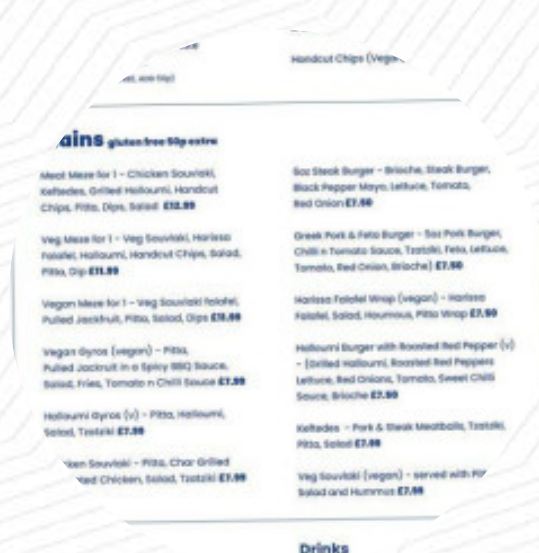 Handcut Chips (Vega
ains gluten free 50p extra
Meat Meze for 1 - Chicken Souvlaki,
Keftedes, Grilled Halloumi, Handcut
Chips, Pitta, Dips, Salad
Veg Meze for 1 - Veg Souvlaki, Harissa
Falafel, Halloumi, Handcut Chips, Salad,
Pitta, Dip £11.99
Vegan Meze for 1 - Veg Souvlaki falafel,
Pulled Jackfruit, Pitta, Salad, Dips £11.99
Vegan Gyros (vegan) - Pitta,
Pulled Jackruit in a Spicy BBQ Sauce,
Salad, Fries, Tomato n Chilli Sauce £7.99
Halloumi Gyros (v) - Pitta, Halloumi,
Salad, Tzatziki £7.99
ken Souvlaki - Pitta, Char Grilled
ted Chicken, Salad, Tzatziki £7.99
5oz Steak Burger - Brioche, Steak Burger,
Black Pepper Mayo, Lettuce, Tomato,
Red Onion £7.50
Greek Pork & Feta Burger - 5oz Pork Burger,
Chilli n Tomato Sauce, Tzatziki, Feta, Lettuce,
Tomato, Red Onion, Brioche) £7.50
Harissa Falafel Wrap (vegan) - Harissa
Falafel, Salad, Houmous, Pitta Wrap £7.50
Halloumi Burger with Roasted Red Pepper (v)
- (Grilled Halloumi, Roasted Red Peppers
Lettuce, Red Onions, Tomato, Sweet Chilli
Sauce, Brioche £7.50
Keftedes - Pork & Steak Meatballs, Tzatziki,
Pitta, Salad £7.99
Veg Souvlaki (vegan) - served with Pit
Salad and Hummus £7.99
Drinks